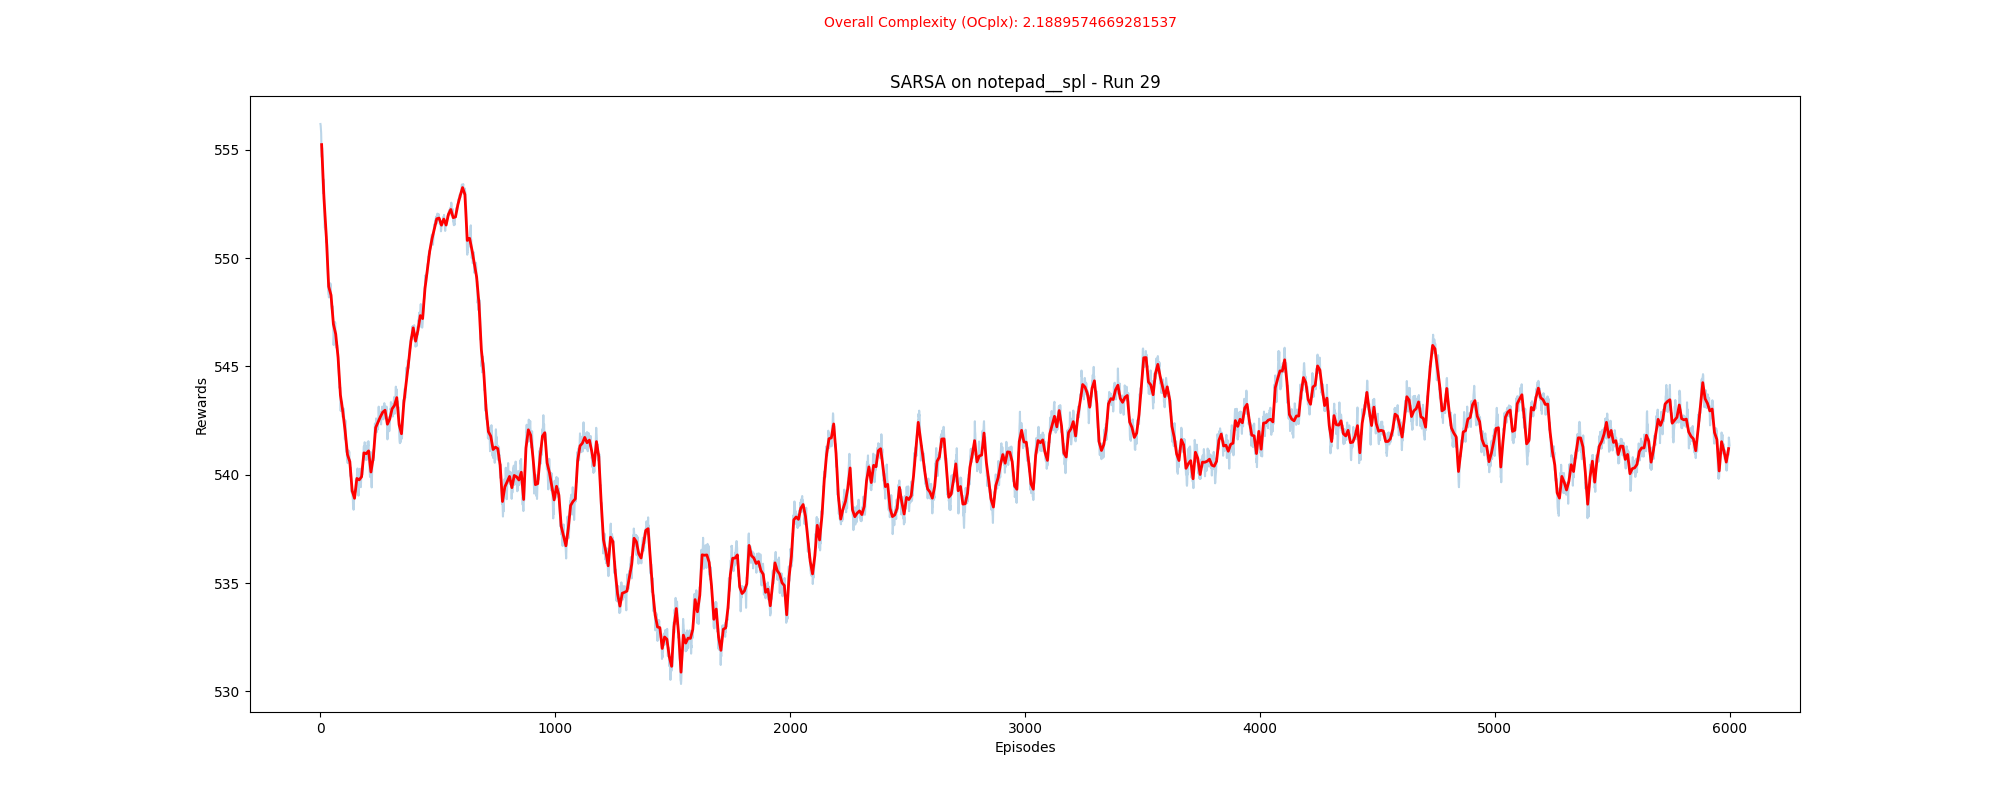 Overall Complexity (OCplx): 2.1889574669281537
SARSA on notepad__spl - Run 29
Rewards
555
550
545
540
535
530
0 1000 2000 3000 4000 5000 6000
Episodes